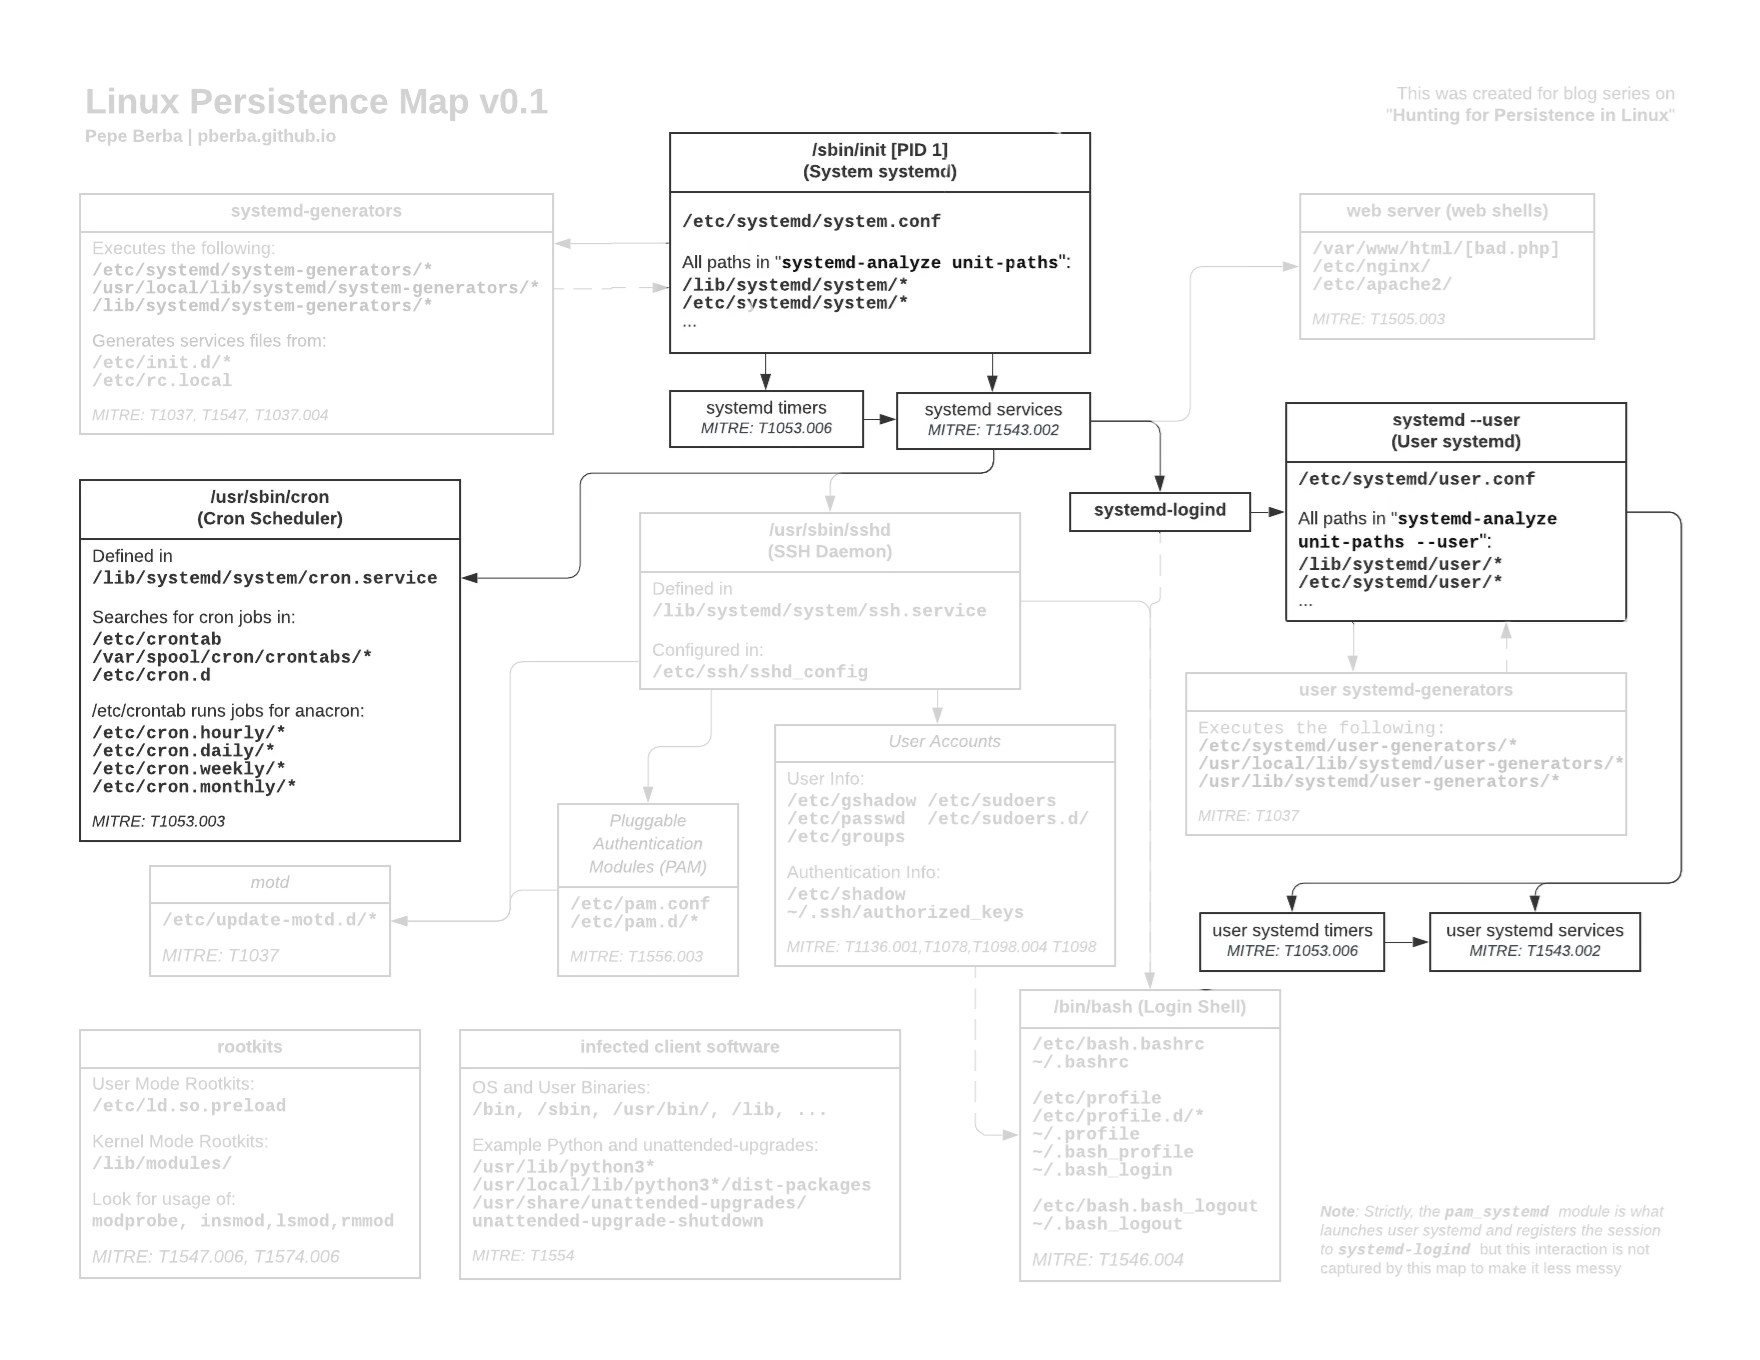 Linux Persistence Map v0.1
Pepe Berba | pberba.github.io
This was created for blog series on
"Hunting for Persistence in Linux"
/sbin/init [PID 1]
(System systemd)
/etc/systemd/system.conf
All paths in "systemd-analyze unit-paths":
/lib/systemd/system/*
/etc/systemd/system/*
...
systemd-generators
Executes the following:
/etc/systemd/system-generators/*
/usr/local/lib/systemd/system-generators/*
/lib/systemd/system-generators/*
Generates services files from:
/etc/init.d/*
/etc/rc.local
MITRE: T1037, T1547, T1037.004
web server (web shells)
/var/www/html/[bad.php]
/etc/nginx/
/etc/apache2/
MITRE: T1505.003
systemd timers
MITRE: T1053.006
systemd services
MITRE: T1543.002
systemd --user
(User systemd)
/etc/systemd/user.conf
All paths in "systemd-analyze
unit-paths --user":
/lib/systemd/user/*
/etc/systemd/user/*
...
/usr/sbin/cron
(Cron Scheduler)
Defined in
/lib/systemd/system/cron.service
Searches for cron jobs in:
/etc/crontab
/var/spool/cron/crontabs/*
/etc/cron.d
/etc/crontab runs jobs for anacron:
/etc/cron.hourly/*
/etc/cron.daily/*
/etc/cron.weekly/*
/etc/cron.monthly/*
MITRE: T1053.003
/usr/sbin/sshd
(SSH Daemon)
Defined in
/lib/systemd/system/ssh.service
Configured in:
/etc/ssh/sshd_config
systemd-logind
user systemd-generators
Executes the following:
/etc/systemd/user-generators/*
/usr/local/lib/systemd/user-generators/*
/usr/lib/systemd/user-generators/*
MITRE: T1037
User Accounts
User Info:
/etc/gshadow /etc/sudoers
/etc/passwd  /etc/sudoers.d/
/etc/groups
Authentication Info:
/etc/shadow
~/.ssh/authorized_keys
MITRE: T1136.001,T1078,T1098.004 T1098
Pluggable
Authentication
Modules (PAM)
/etc/pam.conf
/etc/pam.d/*
MITRE: T1556.003
motd
/etc/update-motd.d/*
MITRE: T1037
user systemd timers
MITRE: T1053.006
user systemd services
MITRE: T1543.002
rootkits
User Mode Rootkits:
/etc/ld.so.preload
Kernel Mode Rootkits:
/lib/modules/
Look for usage of:
modprobe, insmod,lsmod,rmmod
MITRE: T1547.006, T1574.006
infected client software
OS and User Binaries:
/bin, /sbin, /usr/bin/, /lib, ...
Example Python and unattended-upgrades:
/usr/lib/python3*
/usr/local/lib/python3*/dist-packages
/usr/share/unattended-upgrades/
unattended-upgrade-shutdown
MITRE: T1554
/bin/bash (Login Shell)
/etc/bash.bashrc
~/.bashrc
/etc/profile
/etc/profile.d/*
~/.profile
~/.bash_profile
~/.bash_login
/etc/bash.bash_logout
~/.bash_logout
MITRE: T1546.004
Note: Strictly, the pam_systemd module is what
launches user systemd and registers the session
to systemd-logind but this interaction is not
captured by this map to make it less messy